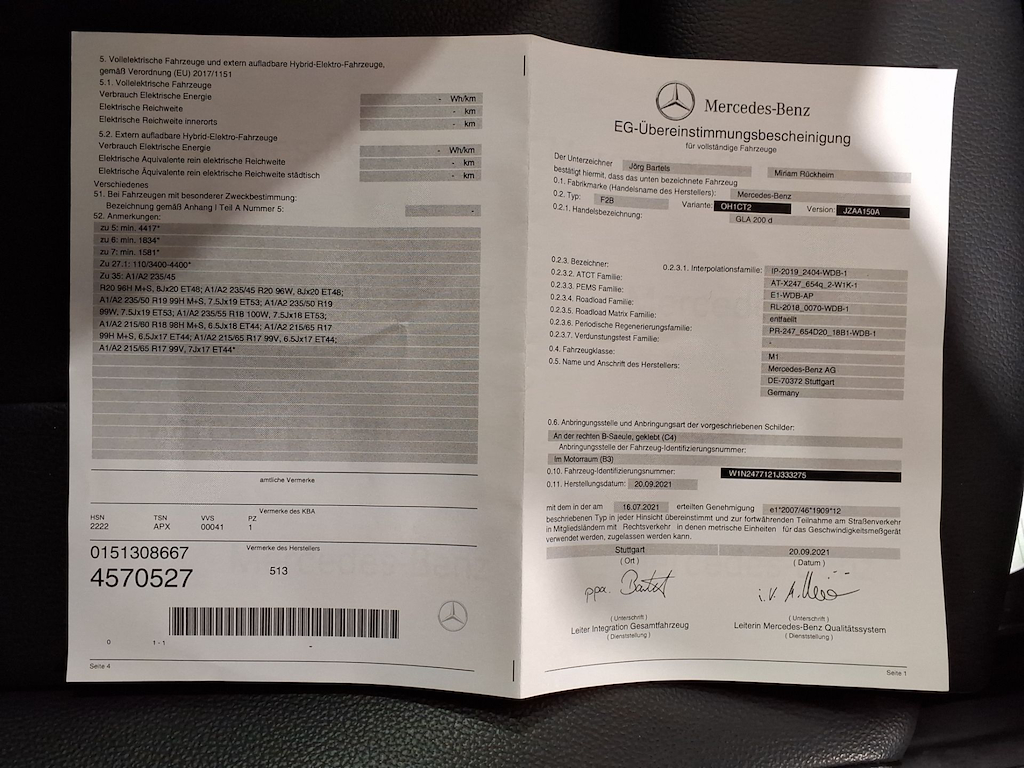 5. Vollelektrische Fahrzeuge und extern aufladbare Hybrid-Elektro-Fahrzeuge,
gemäß Verordnung (EU) 2017/1151
5.1. Vollelektrische Fahrzeuge
Verbrauch Elektrische Energie - Wh/km
Elektrische Reichweite - km
Elektrische Reichweite innerorts - km
5.2. Extern aufladbare Hybrid-Elektro-Fahrzeuge
Verbrauch Elektrische Energie - Wh/km
Elektrische Äquivalente rein elektrische Reichweite - km
Elektrische Äquivalente rein elektrische Reichweite städtisch - km
Verschiedenes
51. Bei Fahrzeugen mit besonderer Zweckbestimmung:
Bezeichnung gemäß Anhang I Teil A Nummer 5: -
52. Anmerkungen:
zu 5: min. 4417*
zu 6: min. 1834*
zu 7: min. 1581*
Zu 27.1: 110/3400-4400*
Zu 35: A1/A2 235/45
R20 96H M+S, 8Jx20 ET48; A1/A2 235/45 R20 96W, 8Jx20 ET48;
A1/A2 235/50 R19 99H M+S, 7.5Jx19 ET53; A1/A2 235/50 R19
99W, 7.5Jx19 ET53; A1/A2 235/55 R18 100W, 7.5Jx18 ET53;
A1/A2 215/60 R18 98H M+S, 6.5Jx18 ET44; A1/A2 215/65 R17
99H M+S, 6.5Jx17 ET44; A1/A2 215/65 R17 99V, 6.5Jx17 ET44;
A1/A2 215/65 R17 99V, 7Jx17 ET44*
amtliche Vermerke
Vermerke des KBA
HSN TSN VVS PZ
2222 APX 00041 1
Vermerke des Herstellers
0151308667
4570527 513
0 1 - 1 -
Seite 4
Mercedes-Benz
EG-Übereinstimmungsbescheinigung
für vollständige Fahrzeuge
Der Unterzeichner Jörg Bartels Miriam Rückheim
bestätigt hiermit, dass das unten bezeichnete Fahrzeug
0.1. Fabrikmarke (Handelsname des Herstellers): Mercedes-Benz
0.2. Typ: F2B Variante: OH1CT2 Version: JZAA150A
0.2.1. Handelsbezeichnung: GLA 200 d
0.2.3. Bezeichner: 0.2.3.1. Interpolationsfamilie: IP-2019_2404-WDB-1
0.2.3.2. ATCT Familie: AT-X247_654q_2-W1K-1
0.2.3.3. PEMS Familie: E1-WDB-AP
0.2.3.4. Roadload Familie: RL-2018_0070-WDB-1
0.2.3.5. Roadload Matrix Familie: entfaellt
0.2.3.6. Periodische Regenerierungsfamilie: PR-247_654D20_18B1-WDB-1
0.2.3.7. Verdunstungstest Familie: -
0.4. Fahrzeugklasse: M1
0.5. Name und Anschrift des Herstellers: Mercedes-Benz AG
DE-70372 Stuttgart
Germany
0.6. Anbringungsstelle und Anbringungsart der vorgeschriebenen Schilder:
An der rechten B-Saeule, geklebt (C4)
Anbringungsstelle der Fahrzeug-Identifizierungsnummer:
Im Motorraum (B3)
0.10. Fahrzeug-Identifizierungsnummer: W1N2477121J333275
0.11. Herstellungsdatum: 20.09.2021
mit dem in der am 16.07.2021 erteilten Genehmigung e1*2007/46*1909*12
beschriebenen Typ in jeder Hinsicht übereinstimmt und zur fortwährenden Teilnahme am Straßenverkehr
in Mitgliedsländern mit Rechtsverkehr in denen metrische Einheiten für das Geschwindigkeitsmeßgerät
verwendet werden, zugelassen werden kann.
Stuttgart 20.09.2021
( Ort ) ( Datum )
ppa. i.V.
( Unterschrift ) ( Unterschrift )
Leiter Integration Gesamtfahrzeug Leiterin Mercedes-Benz Qualitätssystem
( Dienststellung ) ( Dienststellung )
Seite 1